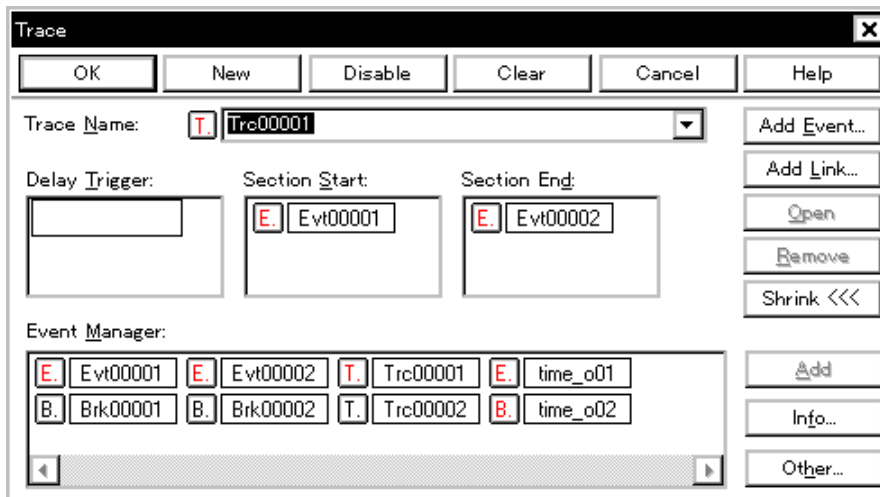 Trace
OK New Disable Clear Cancel Help
Trace Name: T. Trc00001 Add Event...
Add Link...
Delay Trigger: Section Start: Section End:
E. Evt00001 E. Evt00002 Open
Remove
Shrink <<<
Event Manager:
E. Evt00001 E. Evt00002 T. Trc00001 E. time_o01 Add
B. Brk00001 B. Brk00002 T. Trc00002 B. time_o02
Info...
Other...